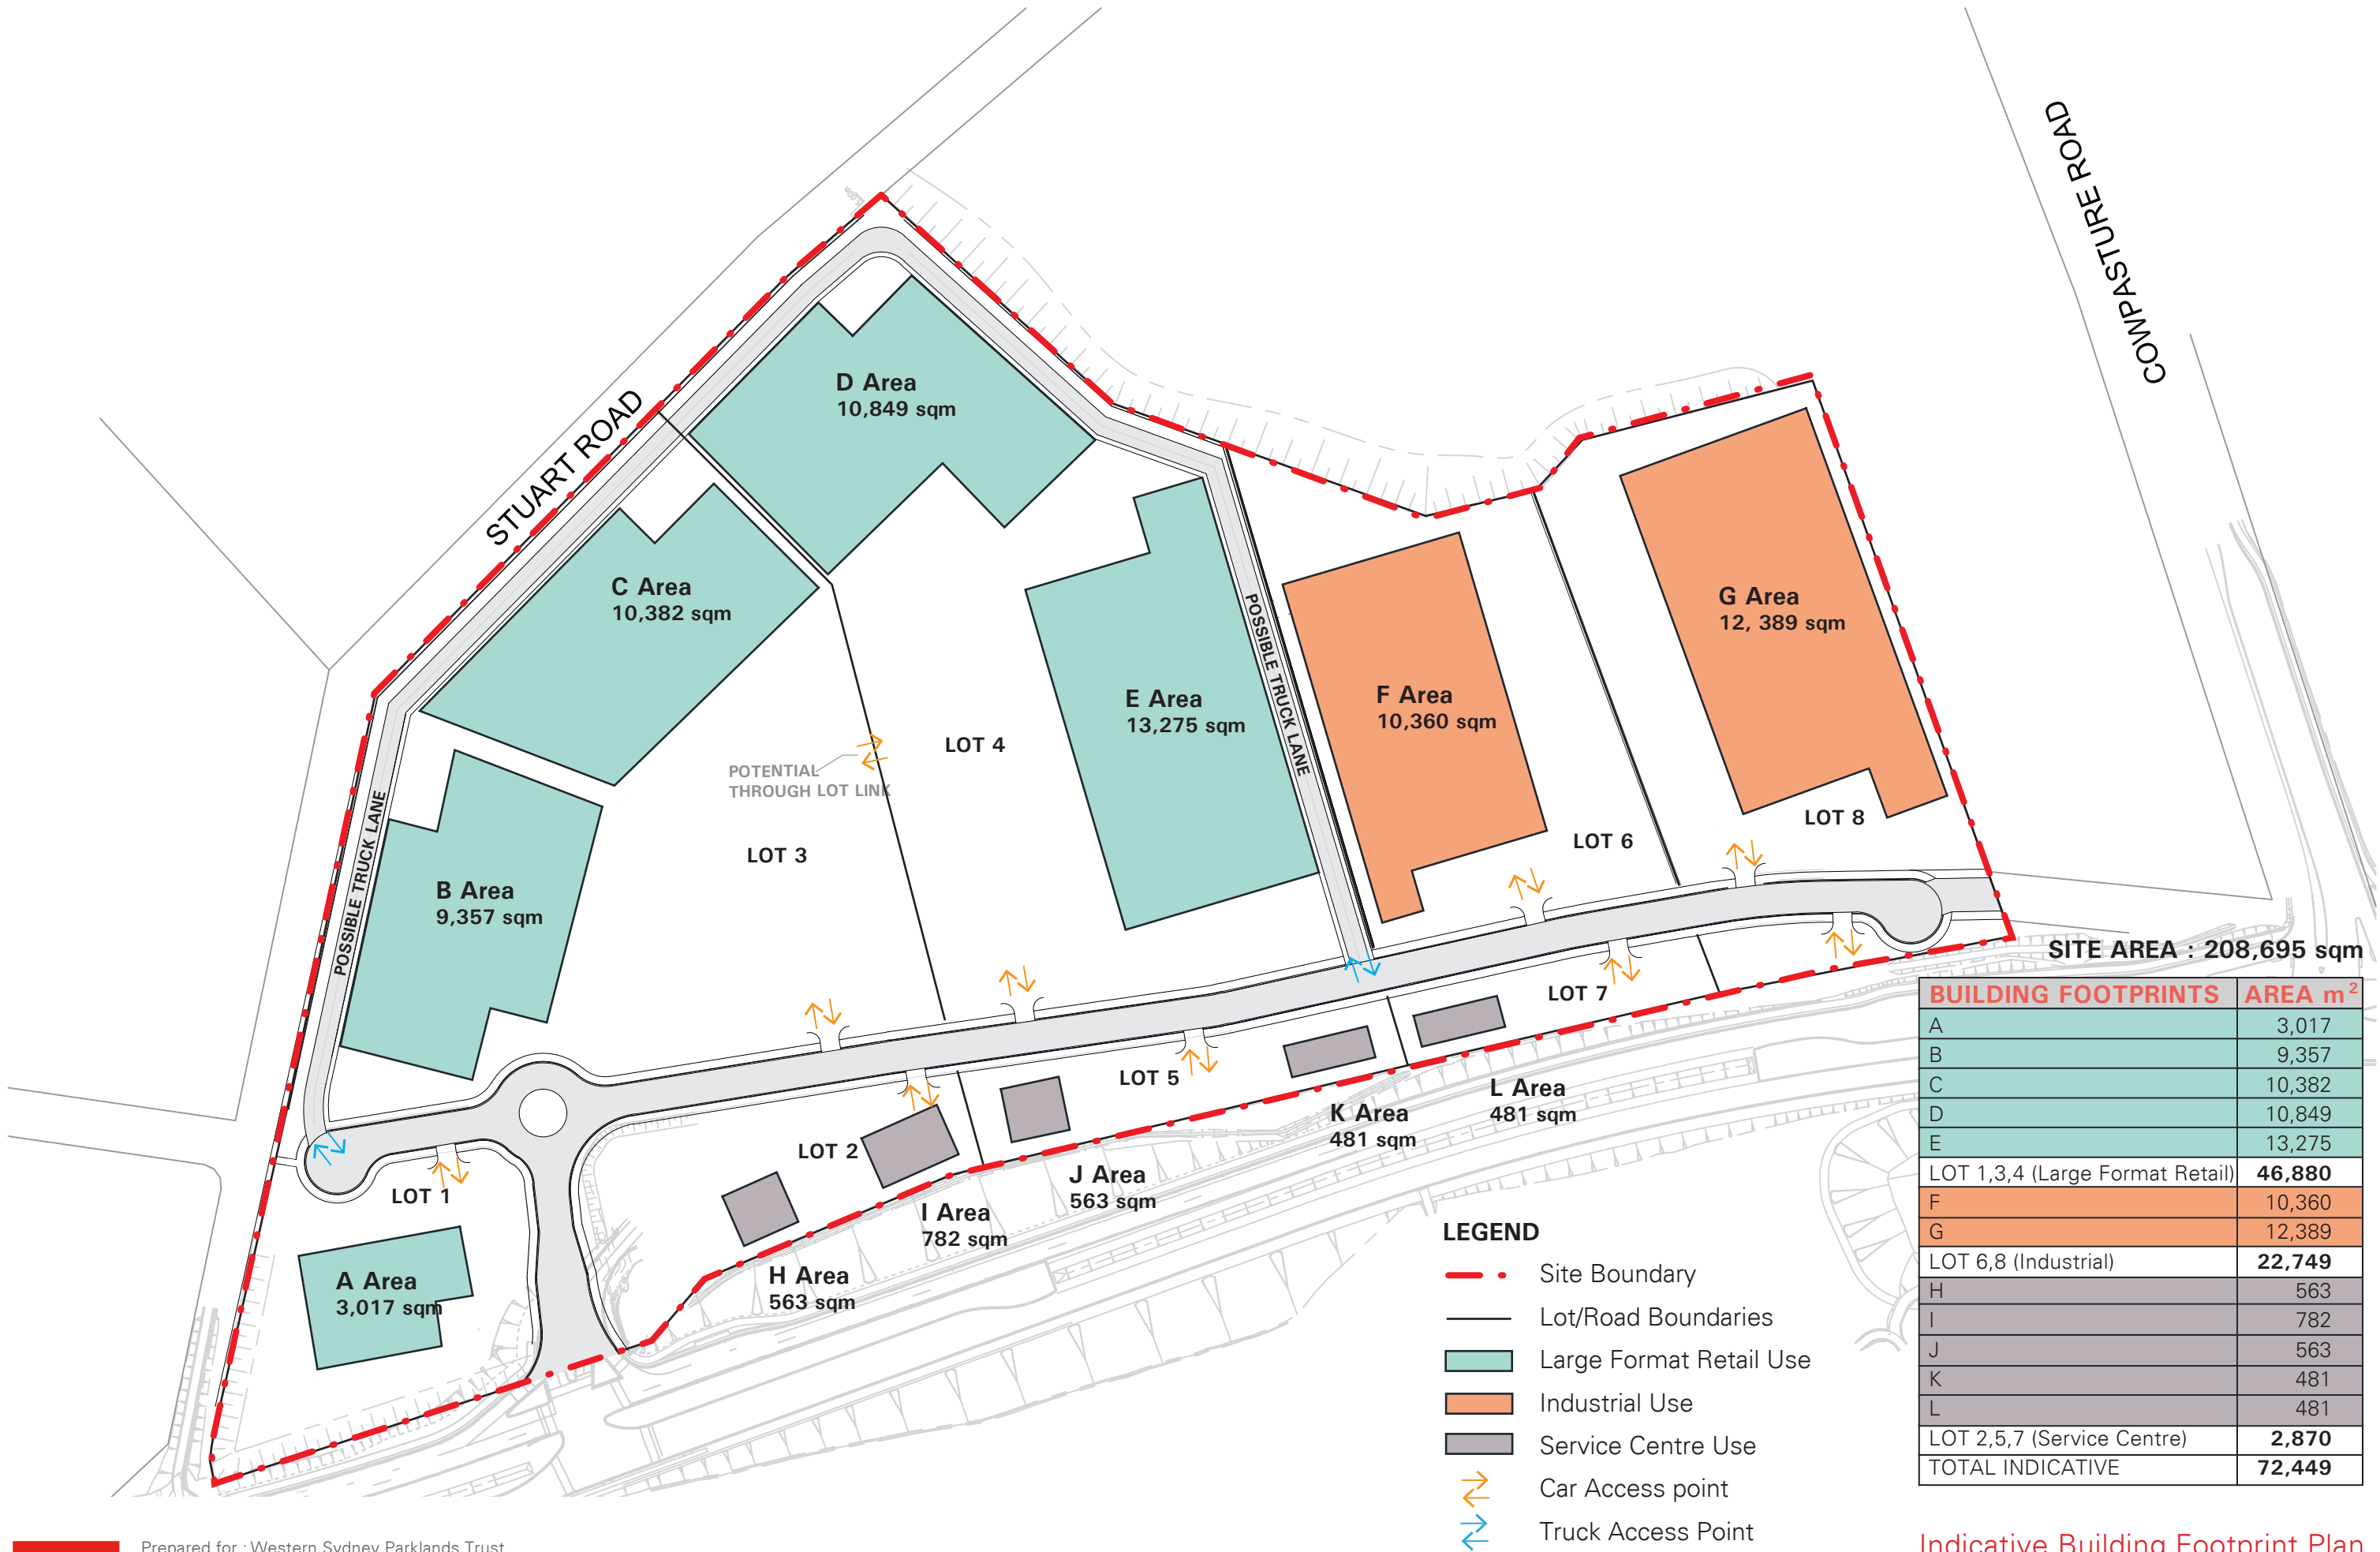 COWPASTURE ROAD
STUART ROAD
D Area
10,849 sqm
C Area
10,382 sqm
G Area
12, 389 sqm
E Area
13,275 sqm
F Area
10,360 sqm
POSSIBLE TRUCK LANE
LOT 4
POTENTIAL
THROUGH LOT LINK
LOT 3
LOT 6
LOT 8
B Area
9,357 sqm
POSSIBLE TRUCK LANE
LOT 7
LOT 5
LOT 2
LOT 1
L Area
481 sqm
K Area
481 sqm
J Area
563 sqm
I Area
782 sqm
H Area
563 sqm
A Area
3,017 sqm
SITE AREA : 208,695 sqm
BUILDING FOOTPRINTS AREA m²
A 3,017
B 9,357
C 10,382
D 10,849
E 13,275
LOT 1,3,4 (Large Format Retail) 46,880
F 10,360
G 12,389
LOT 6,8 (Industrial) 22,749
H 563
I 782
J 563
K 481
L 481
LOT 2,5,7 (Service Centre) 2,870
TOTAL INDICATIVE 72,449
LEGEND
Site Boundary
Lot/Road Boundaries
Large Format Retail Use
Industrial Use
Service Centre Use
Car Access point
Truck Access Point
Prepared for : Western Sydney Parklands Trust
Indicative Building Footprint Plan